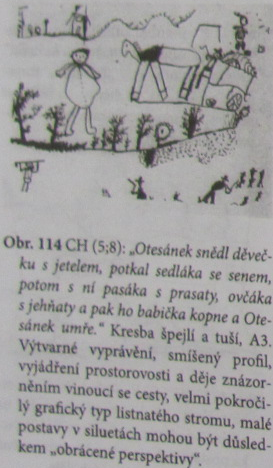 Obr. 114 CH (5;8): „Otesánek snědl děveč-
ku s jetelem, potkal sedláka se senem,
potom s ní pasáka s prasaty, ovčáka
s jehňaty a pak ho babička kopne a Ote-
sánek umře.“ Kresba špejlí a tuší, A3.
Výtvarné vyprávění, smíšený profil,
vyjádření prostorovosti a děje znázor-
něním vinoucí se cesty, velmi pokroči-
lý grafický typ listnatého stromu, malé
postavy v siluetách mohou být důsled-
kem „obrácené perspektivy“.